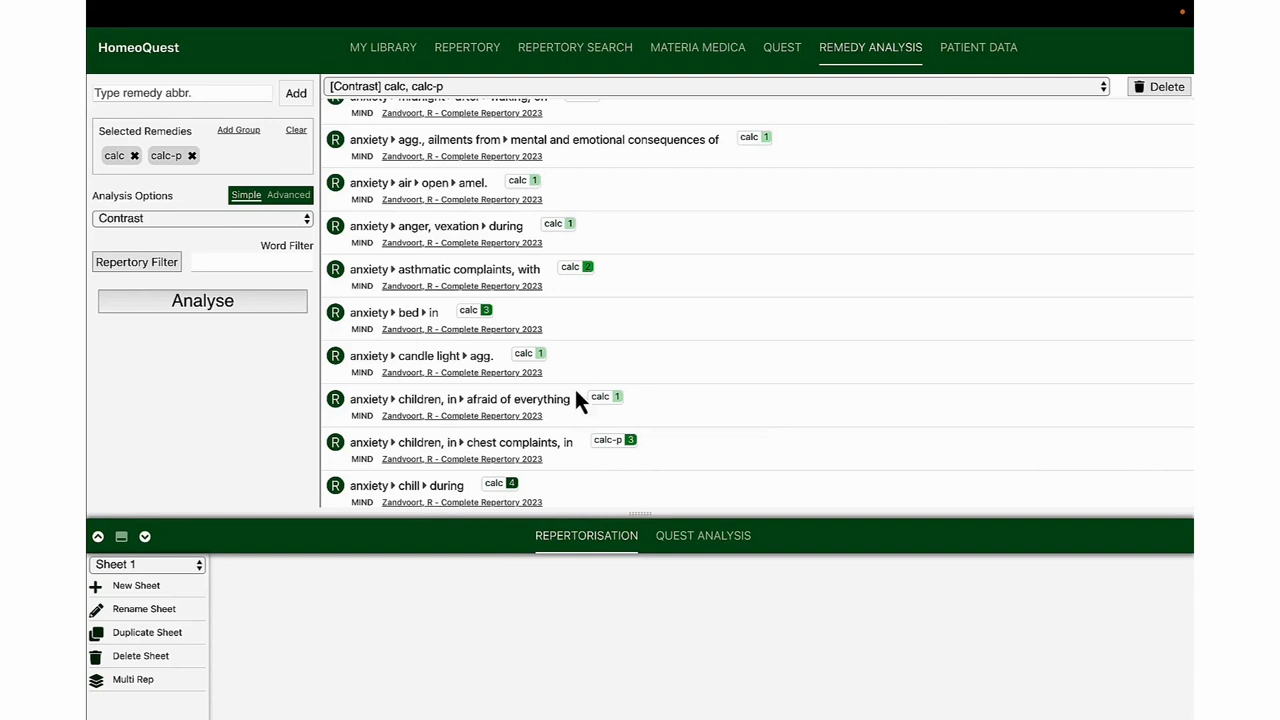 HomeoQuest MY LIBRARY REPERTORY REPERTORY SEARCH MATERIA MEDICA QUEST REMEDY ANALYSIS PATIENT DATA
Type remedy abbr. Add
Selected Remedies Add Group Clear
calc ✖ calc-p ✖
Analysis Options Simple Advanced
Contrast
Word Filter
Repertory Filter
Analyse
[Contrast] calc, calc-p Delete
MIND Zandvoort, R - Complete Repertory 2023
R anxiety agg., ailments from mental and emotional consequences of calc 1
MIND Zandvoort, R - Complete Repertory 2023
R anxiety air open amel. calc 1
MIND Zandvoort, R - Complete Repertory 2023
R anxiety anger, vexation during calc 1
MIND Zandvoort, R - Complete Repertory 2023
R anxiety asthmatic complaints, with calc 2
MIND Zandvoort, R - Complete Repertory 2023
R anxiety bed in calc 3
MIND Zandvoort, R - Complete Repertory 2023
R anxiety candle light agg. calc 1
MIND Zandvoort, R - Complete Repertory 2023
R anxiety children, in afraid of everything calc 1
MIND Zandvoort, R - Complete Repertory 2023
R anxiety children, in chest complaints, in calc-p 3
MIND Zandvoort, R - Complete Repertory 2023
R anxiety chill during calc 4
MIND Zandvoort, R - Complete Repertory 2023
REPERTORISATION QUEST ANALYSIS
Sheet 1
New Sheet
Rename Sheet
Duplicate Sheet
Delete Sheet
Multi Rep